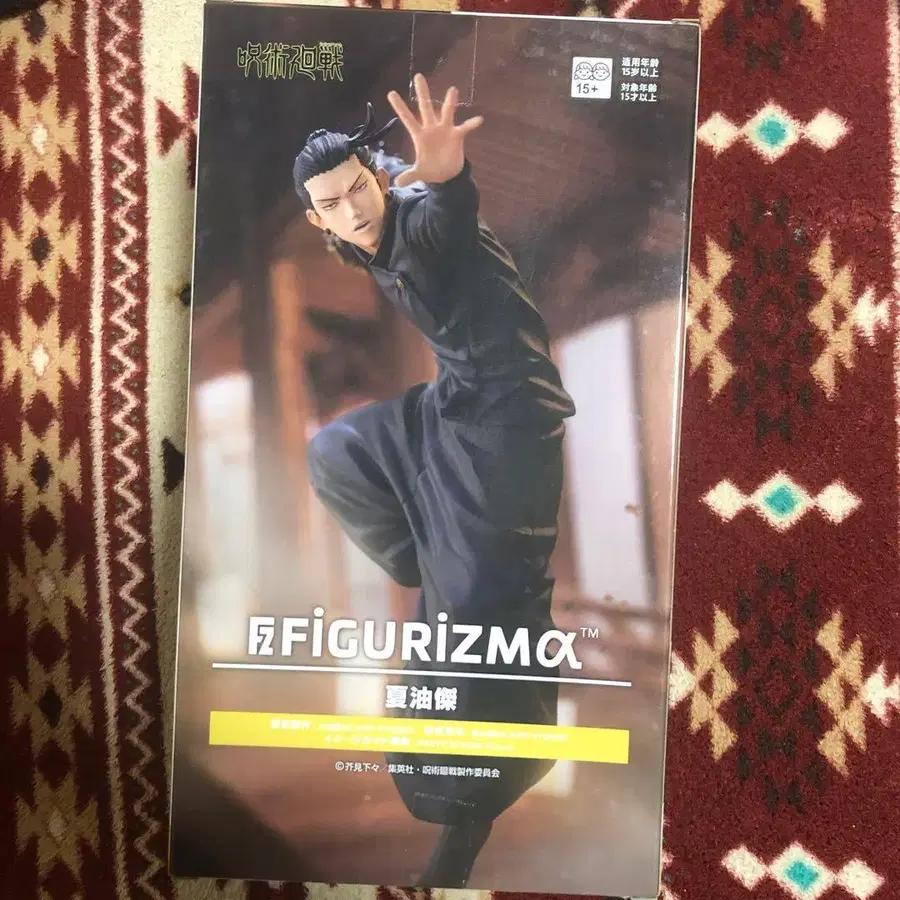 呪術廻戦
15+
適用年齢
15岁以上
対象年齢
15才以上
FiGURiZMα™
夏油傑
©芥見下々／集英社・呪術廻戦製作委員会